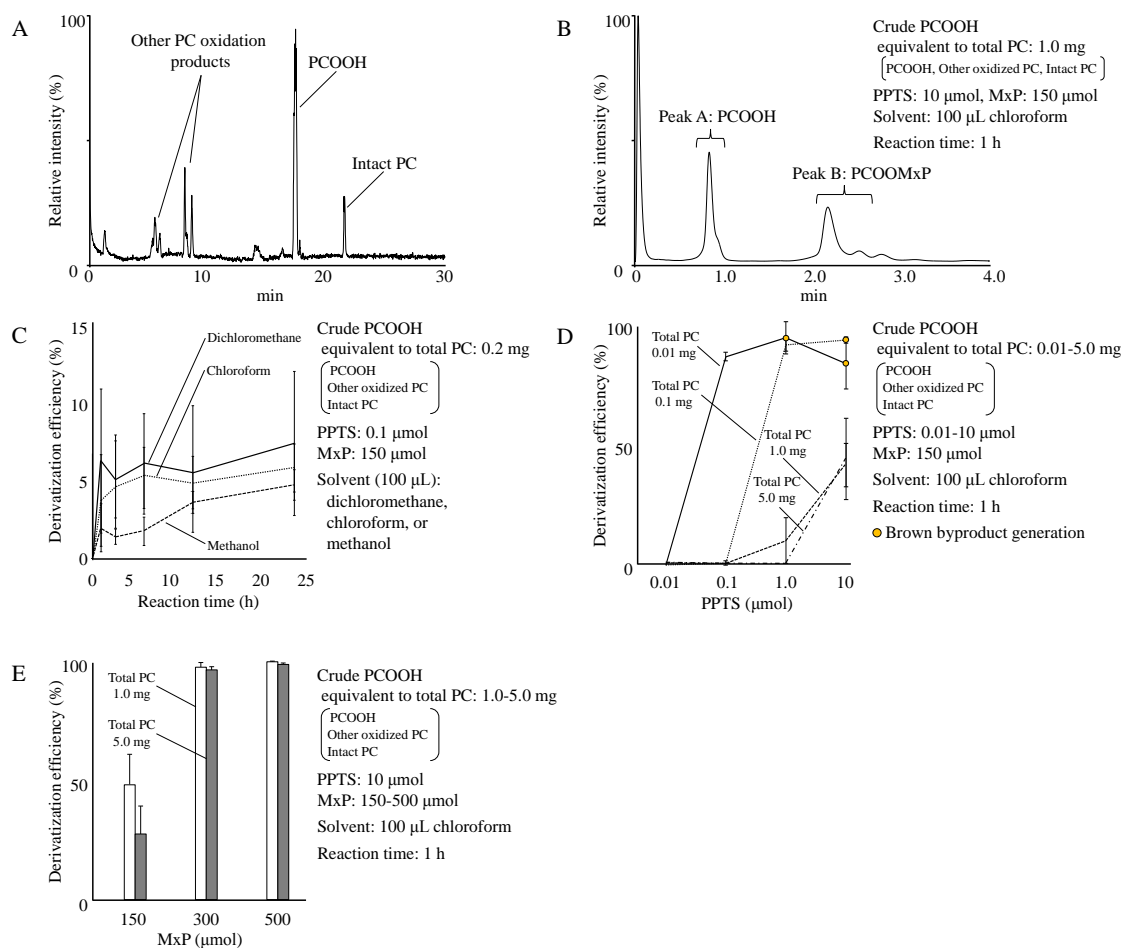 A
100
Relative intensity (%)
0
0
10
20
30
min
Other PC oxidation
products
PCOOH
Intact PC
B
100
Relative intensity (%)
0
0
1.0
2.0
3.0
4.0
min
Peak A: PCOOH
Peak B: PCOOMxP
Crude PCOOH
equivalent to total PC: 1.0 mg
PCOOH, Other oxidized PC, Intact PC
PPTS: 10 μmol, MxP: 150 μmol
Solvent: 100 μL chloroform
Reaction time: 1 h
C
15
10
5
0
Derivatization efficiency (%)
0
5
10
15
20
25
Reaction time (h)
Dichloromethane
Chloroform
Methanol
Crude PCOOH
equivalent to total PC: 0.2 mg
PCOOH
Other oxidized PC
Intact PC
PPTS: 0.1 μmol
MxP: 150 μmol
Solvent (100 μL):
dichloromethane,
chloroform, or
methanol
D
100
50
0
Derivatization efficiency (%)
0.01
0.1
1.0
10
PPTS (μmol)
Total PC
0.01 mg
Total PC
0.1 mg
Total PC
1.0 mg
Total PC
5.0 mg
Crude PCOOH
equivalent to total PC: 0.01-5.0 mg
PCOOH
Other oxidized PC
Intact PC
PPTS: 0.01-10 μmol
MxP: 150 μmol
Solvent: 100 μL chloroform
Reaction time: 1 h
Brown byproduct generation
E
100
50
0
Derivatization efficiency (%)
150
300
500
MxP (μmol)
Total PC
1.0 mg
Total PC
5.0 mg
Crude PCOOH
equivalent to total PC: 1.0-5.0 mg
PCOOH
Other oxidized PC
Intact PC
PPTS: 10 μmol
MxP: 150-500 μmol
Solvent: 100 μL chloroform
Reaction time: 1 h